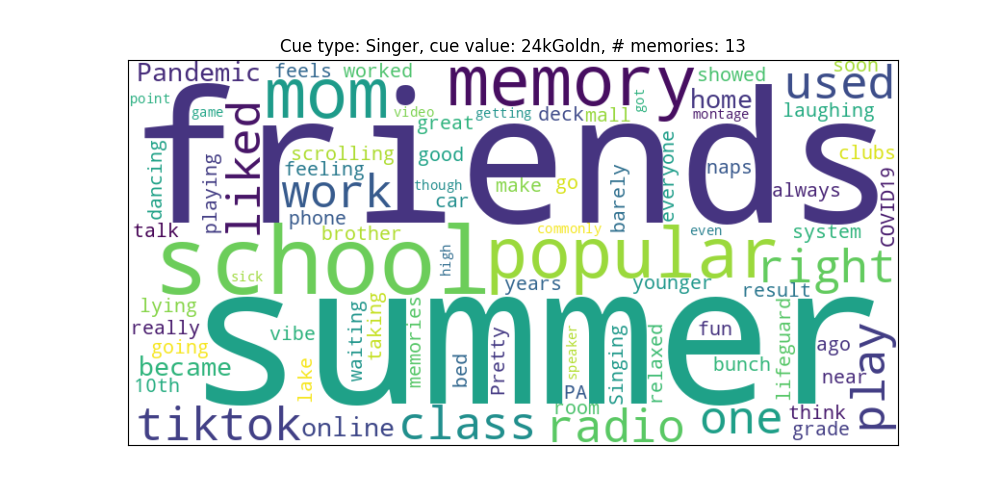 Cue type: Singer, cue value: 24kGoldn, # memories: 13
Pandemic feels worked memory showed soon used
point game mom video getting deck mall got home montage laughing
friends liked great dancing playing scrolling good everyone naps clubs
feeling work phone though car make go barely always COVID19
talk brother commonly even system
school sick high popular right
years younger result
lying summer
really vibe waiting taking memories bed Pretty speaker Singing relaxed fun lifeguard ago play
going became lake bunch near
10th PA room
tiktok online class radio one think grade